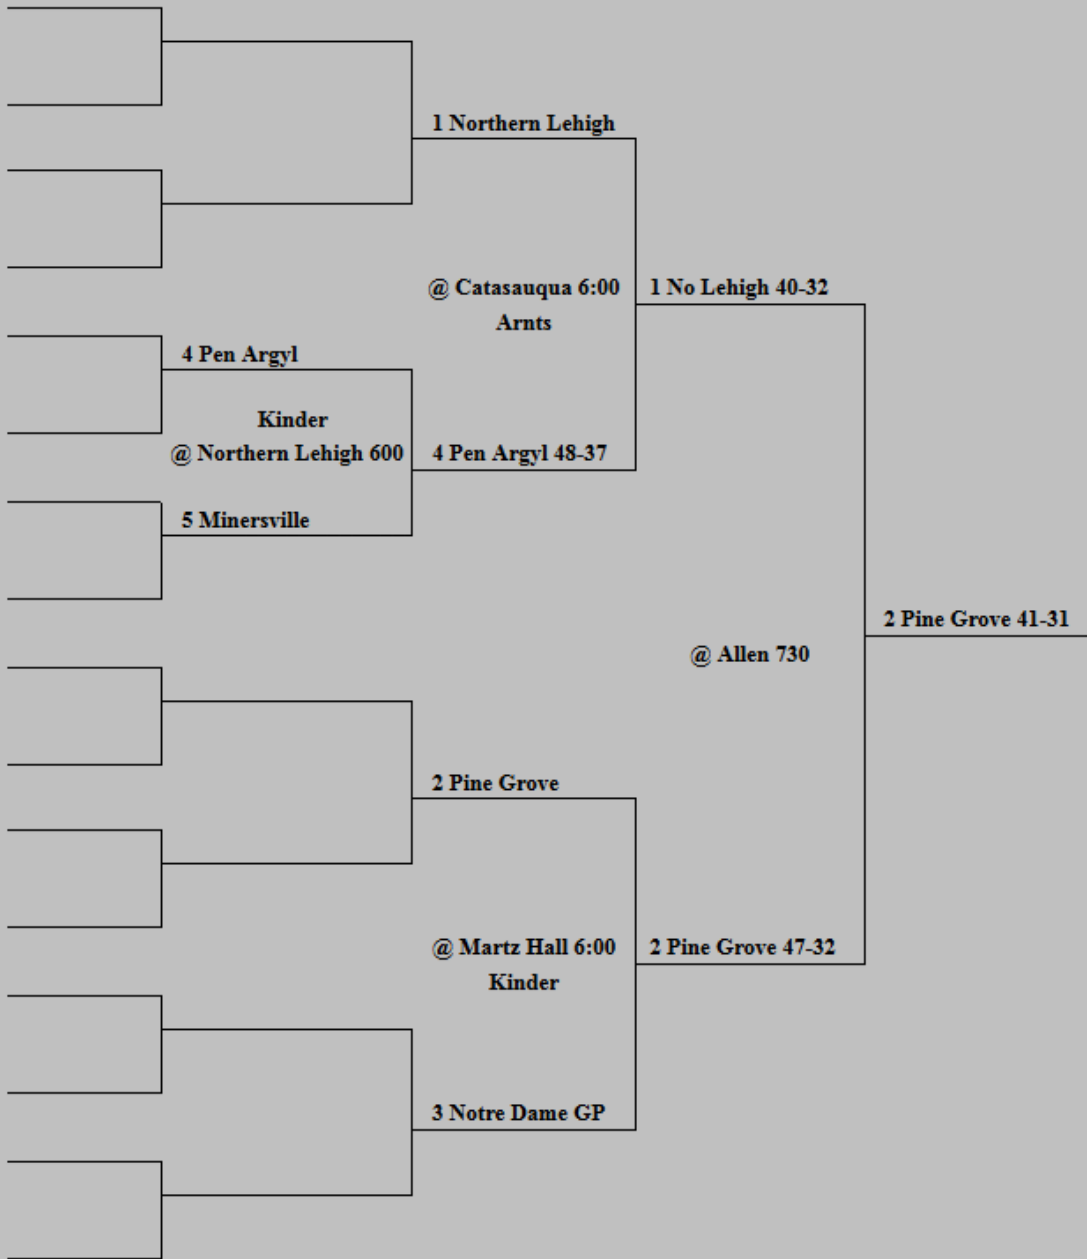 1 Northern Lehigh
@ Catasauqua 6:00
Arnts
1 No Lehigh 40-32
4 Pen Argyl
Kinder
@ Northern Lehigh 600
4 Pen Argyl 48-37
5 Minersville
2 Pine Grove 41-31
@ Allen 730
2 Pine Grove
@ Martz Hall 6:00
Kinder
2 Pine Grove 47-32
3 Notre Dame GP